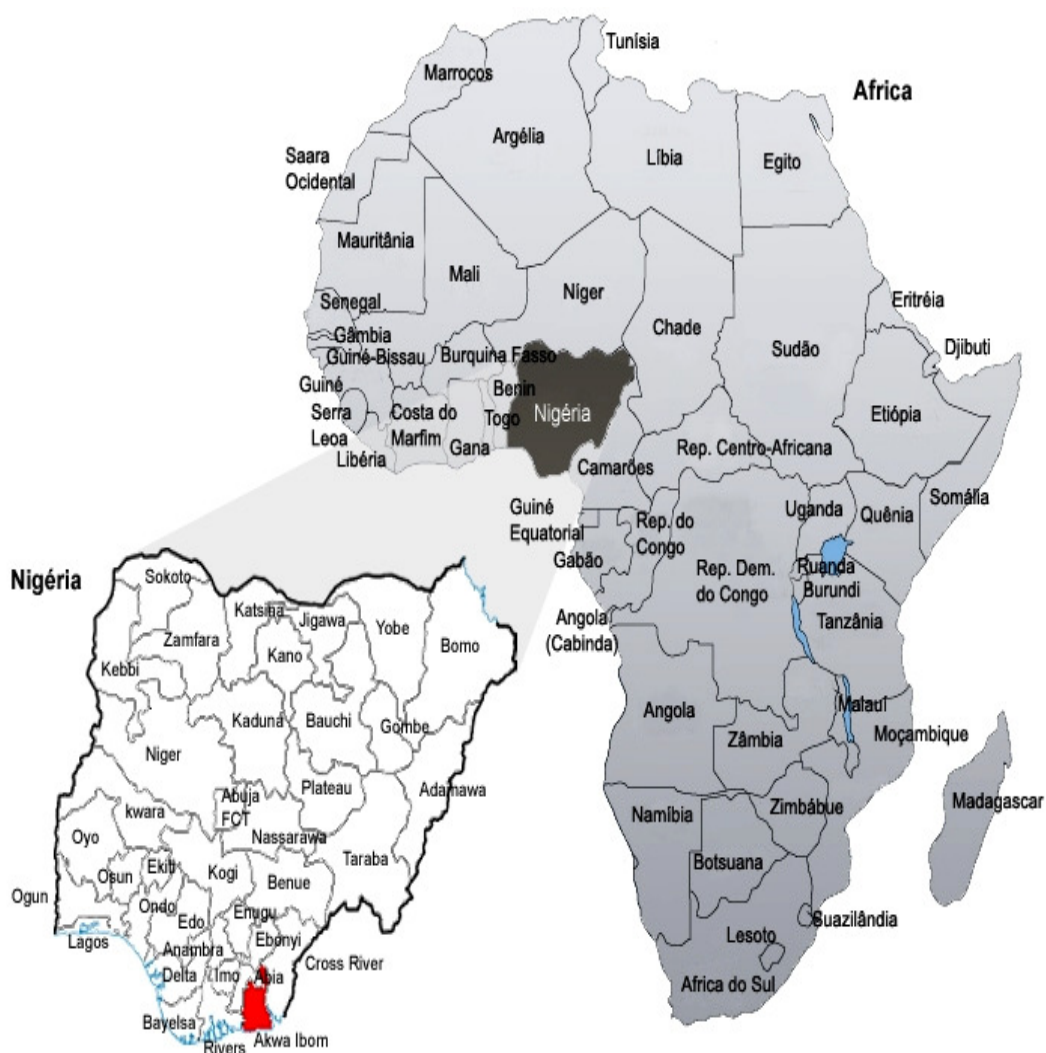 Africa
Tunísia
Marrocos
Argélia
Líbia
Egito
Saara
Ocidental
Mauritânia
Mali
Níger
Chade
Sudão
Eritréia
Djibuti
Senegal
Gâmbia
Guiné-Bissau
Burquina Fasso
Guiné
Benin
Nigéria
Etiópia
Serra
Leoa
Costa do
Marfim
Togo
Gana
Libéria
Camarões
Rep. Centro-Africana
Somália
Guiné
Equatorial
Rep. do
Congo
Uganda
Quênia
Gabão
Rep. Dem.
do Congo
Ruanda
Burundi
Tanzânia
Angola
(Cabinda)
Angola
Malauí
Zâmbia
Moçambique
Madagascar
Namíbia
Zimbábue
Botsuana
Suazilândia
Lesoto
Africa do Sul
Nigéria
Sokoto
Katsina
Jigawa
Yobe
Borno
Zamfara
Kano
Kebbi
Kaduna
Bauchi
Gombe
Niger
Adamawa
Plateau
Abuja
FCT
kwara
Nassarawa
Oyo
Taraba
Ekiti
Kogi
Osun
Benue
Ogun
Ondo
Edo
Enugu
Ebonyi
Lagos
Anambra
Cross River
Delta
Imo
Abia
Bayelsa
Rivers
Akwa Ibom